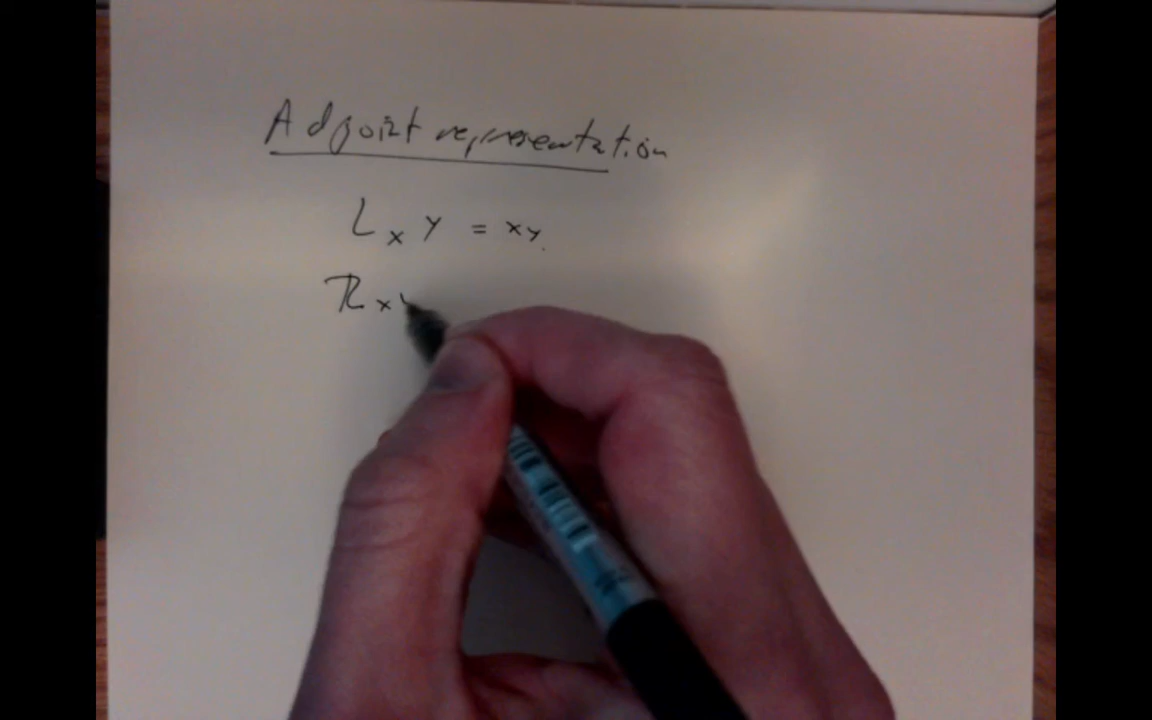 Adjoint representation
L_x y = xy.
R_x y